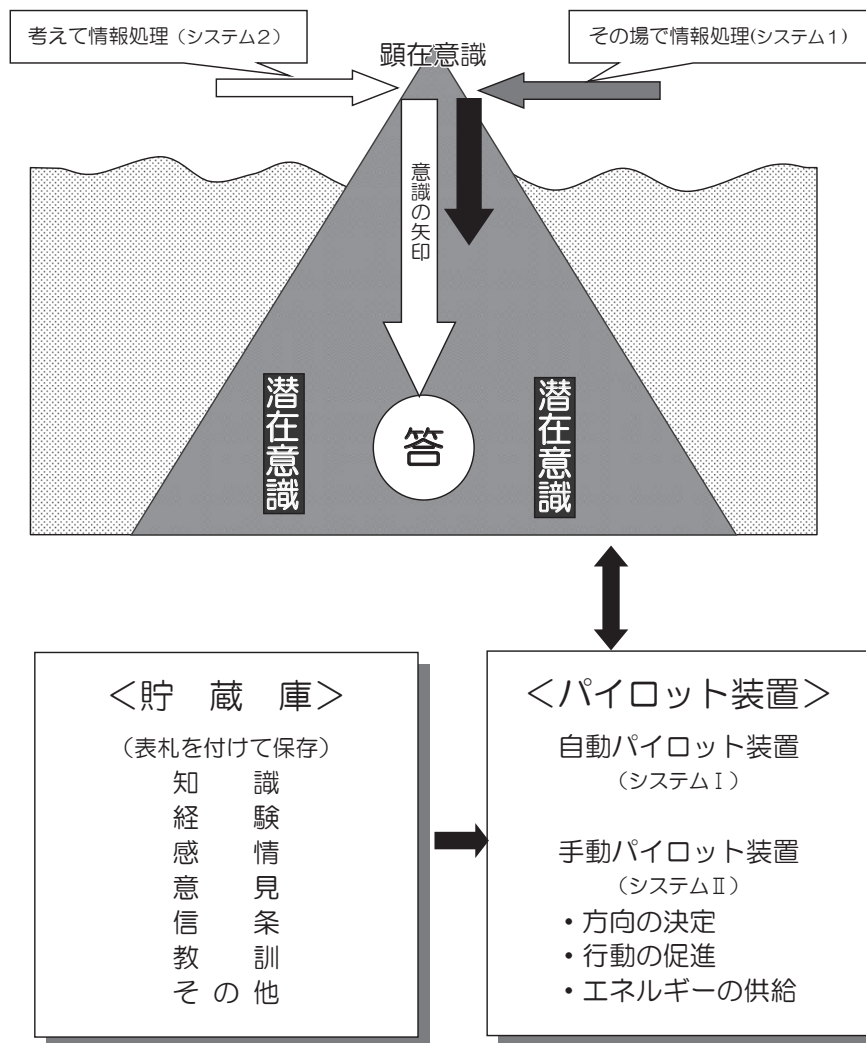 考えて情報処理（システム２）
その場で情報処理(システム１)
顕在意識
意識の矢印
潜在意識
潜在意識
答
＜貯　蔵　庫＞
（表札を付けて保存）
知　　識
経　　験
感　　情
意　　見
信　　条
教　　訓
そ の 他
＜パイロット装置＞
自動パイロット装置
（システムⅠ）
手動パイロット装置
（システムⅡ）
・方向の決定
・行動の促進
・エネルギーの供給